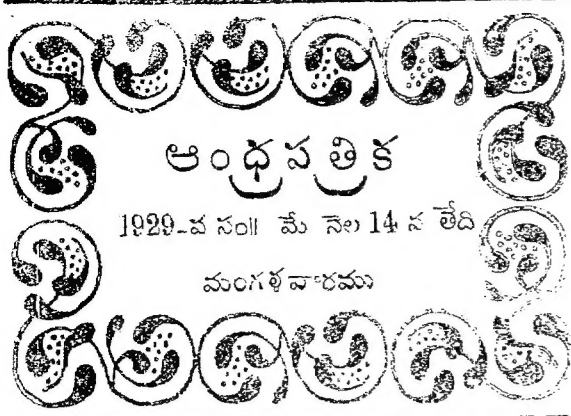 ఆంధ్రపత్రిక
1929-వ సం॥ మే నెల 14 న తేది
మంగళవారము